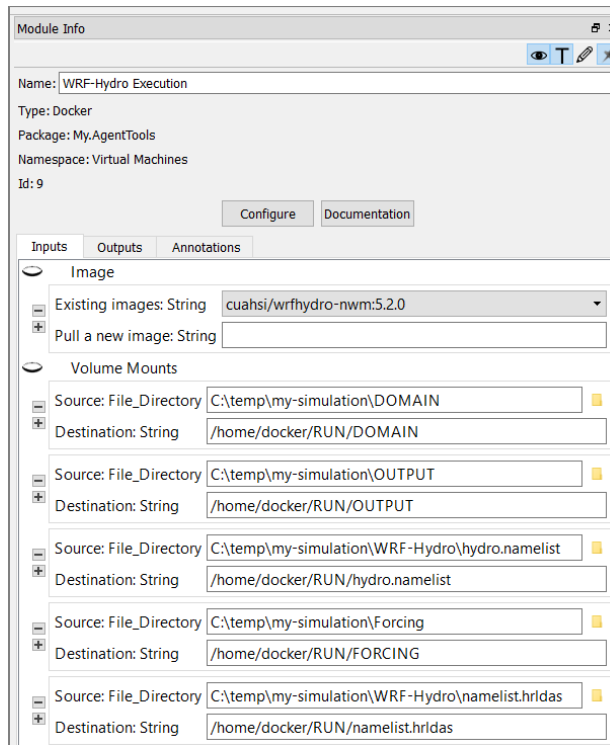 Module Info
T
Name: WRF-Hydro Execution
Type: Docker
Package: My.AgentTools
Namespace: Virtual Machines
Id: 9
Configure Documentation
Inputs Outputs Annotations
Image
Existing images: String cuahsi/wrfhydro-nwm:5.2.0
Pull a new image: String
Volume Mounts
Source: File_Directory C:\temp\my-simulation\DOMAIN
Destination: String /home/docker/RUN/DOMAIN
Source: File_Directory C:\temp\my-simulation\OUTPUT
Destination: String /home/docker/RUN/OUTPUT
Source: File_Directory C:\temp\my-simulation\WRF-Hydro\hydro.namelist
Destination: String /home/docker/RUN/hydro.namelist
Source: File_Directory C:\temp\my-simulation\Forcing
Destination: String /home/docker/RUN/FORCING
Source: File_Directory C:\temp\my-simulation\WRF-Hydro\namelist.hrldas
Destination: String /home/docker/RUN/namelist.hrldas